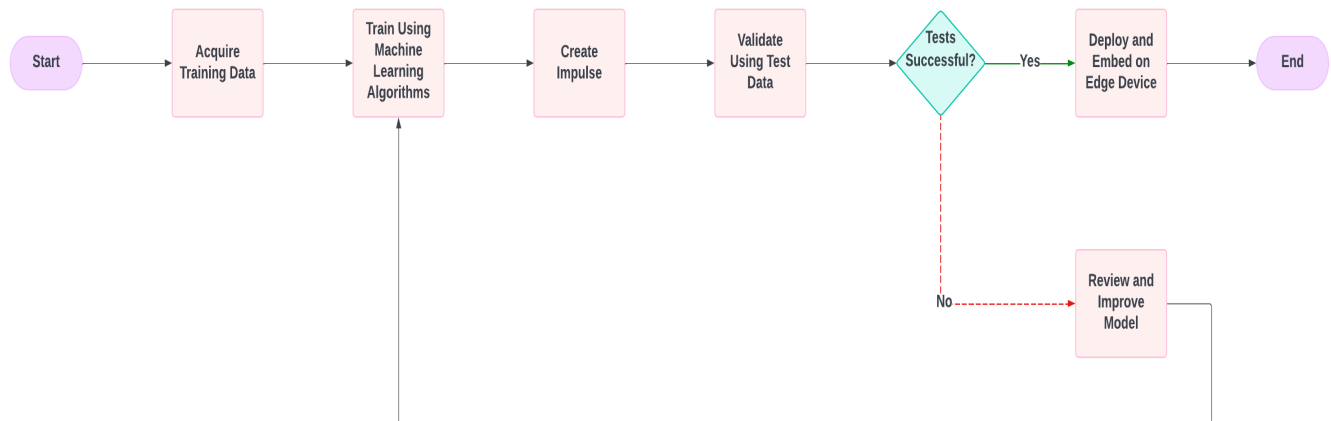 Start
Acquire
Training Data
Train Using
Machine
Learning
Algorithms
Create
Impulse
Validate
Using Test
Data
Tests
Successful?
Yes
Deploy and
Embed on
Edge Device
End
No
Review and
Improve
Model